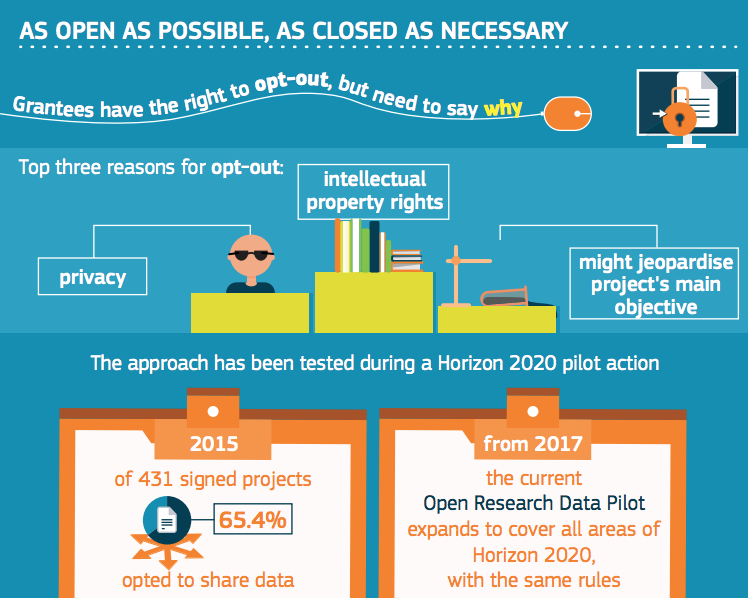 AS OPEN AS POSSIBLE, AS CLOSED AS NECESSARY
Grantees have the right to opt-out, but need to say why
Top three reasons for opt-out:
intellectual
property rights
privacy
might jeopardise
project's main
objective
The approach has been tested during a Horizon 2020 pilot action
2015
of 431 signed projects
65.4%
opted to share data
from 2017
the current
Open Research Data Pilot
expands to cover all areas of
Horizon 2020,
with the same rules